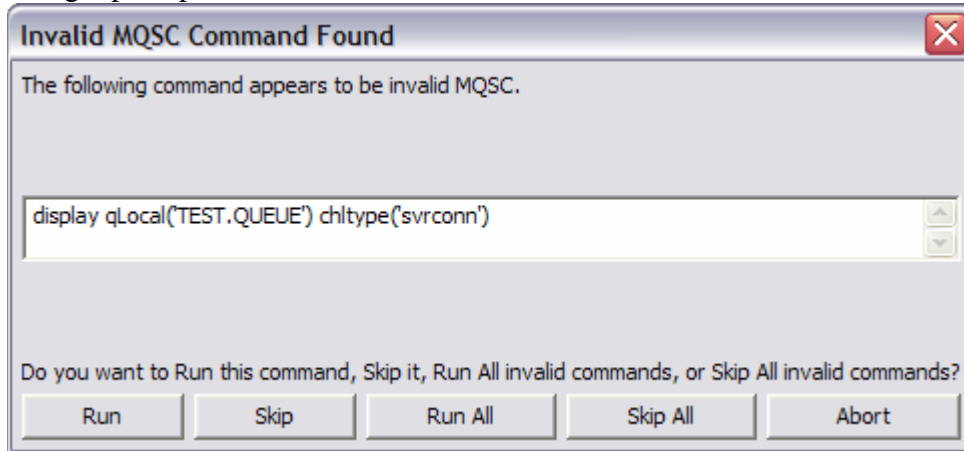 Invalid MQSC Command Found
The following command appears to be invalid MQSC.
display qLocal('TEST.QUEUE') chltype('svrconn')
Do you want to Run this command, Skip it, Run All invalid commands, or Skip All invalid commands?
Run Skip Run All Skip All Abort